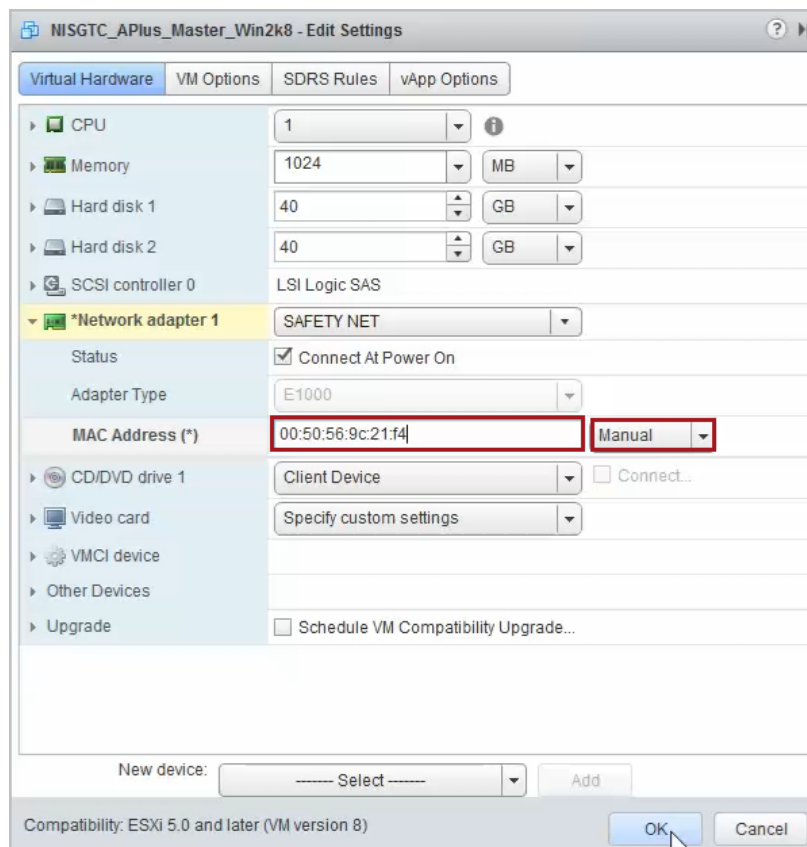 NISGTC_APlus_Master_Win2k8 - Edit Settings ?
Virtual Hardware VM Options SDRS Rules vApp Options
CPU 1
Memory 1024 MB
Hard disk 1 40 GB
Hard disk 2 40 GB
SCSI controller 0 LSI Logic SAS
*Network adapter 1 SAFETY NET
Status Connect At Power On
Adapter Type E1000
MAC Address (*) 00:50:56:9c:21:f4 Manual
CD/DVD drive 1 Client Device Connect...
Video card Specify custom settings
VMCI device
Other Devices
Upgrade Schedule VM Compatibility Upgrade...
New device: ------- Select ------- Add
Compatibility: ESXi 5.0 and later (VM version 8) OK Cancel